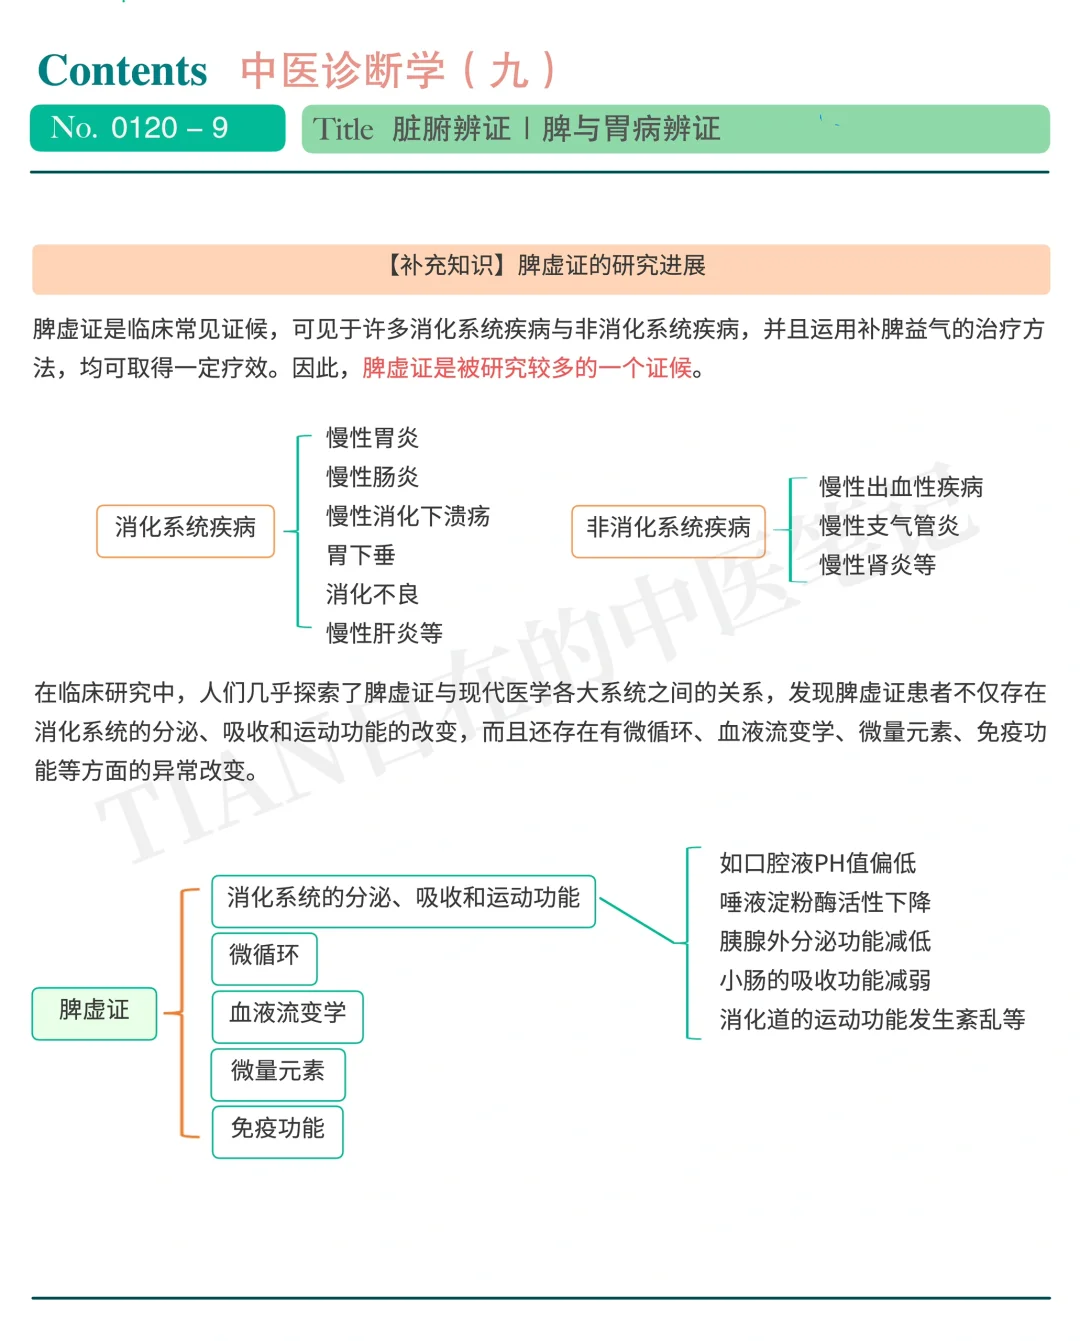 Contents 中医诊断学（九）
No. 0120 – 9
Title 脏腑辨证 | 脾与胃病辨证
【补充知识】脾虚证的研究进展
脾虚证是临床常见证候，可见于许多消化系统疾病与非消化系统疾病，并且运用补脾益气的治疗方
法，均可取得一定疗效。因此，脾虚证是被研究较多的一个证候。
消化系统疾病
慢性胃炎
慢性肠炎
慢性消化下溃疡
胃下垂
消化不良
慢性肝炎等
非消化系统疾病
慢性出血性疾病
慢性支气管炎
慢性肾炎等
在临床研究中，人们几乎探索了脾虚证与现代医学各大系统之间的关系，发现脾虚证患者不仅存在
消化系统的分泌、吸收和运动功能的改变，而且还存在有微循环、血液流变学、微量元素、免疫功
能等方面的异常改变。
脾虚证
消化系统的分泌、吸收和运动功能
微循环
血液流变学
微量元素
免疫功能
如口腔液PH值偏低
唾液淀粉酶活性下降
胰腺外分泌功能减低
小肠的吸收功能减弱
消化道的运动功能发生紊乱等
TIAN自在的中医笔记